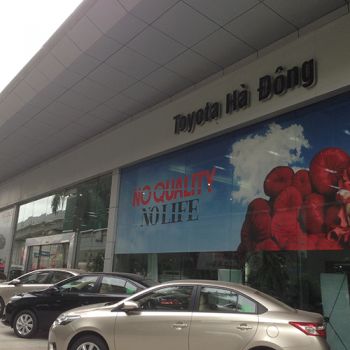 Toyota Hà Đông
NO QUALITY
NO LIFE